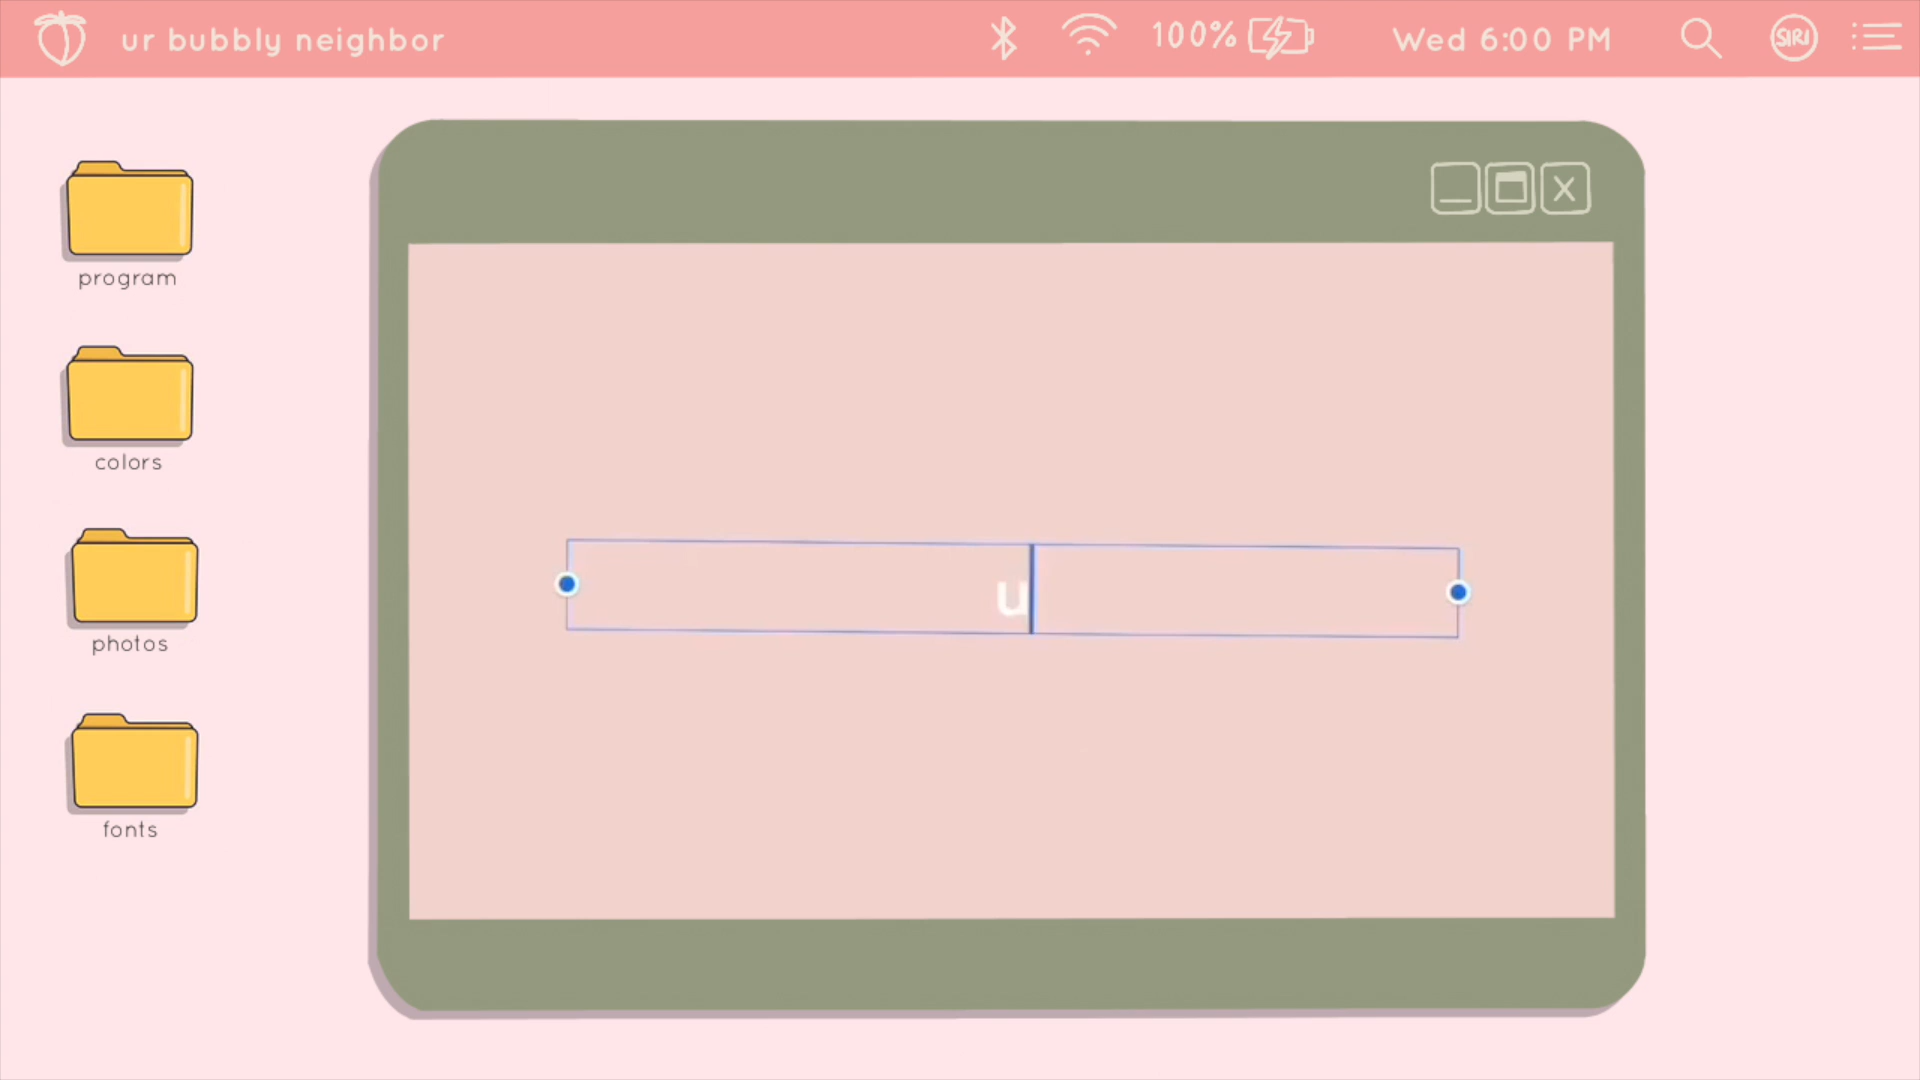 ur bubbly neighbor
100%
Wed 6:00 PM
SIRI
program
colors
photos
fonts
u
X